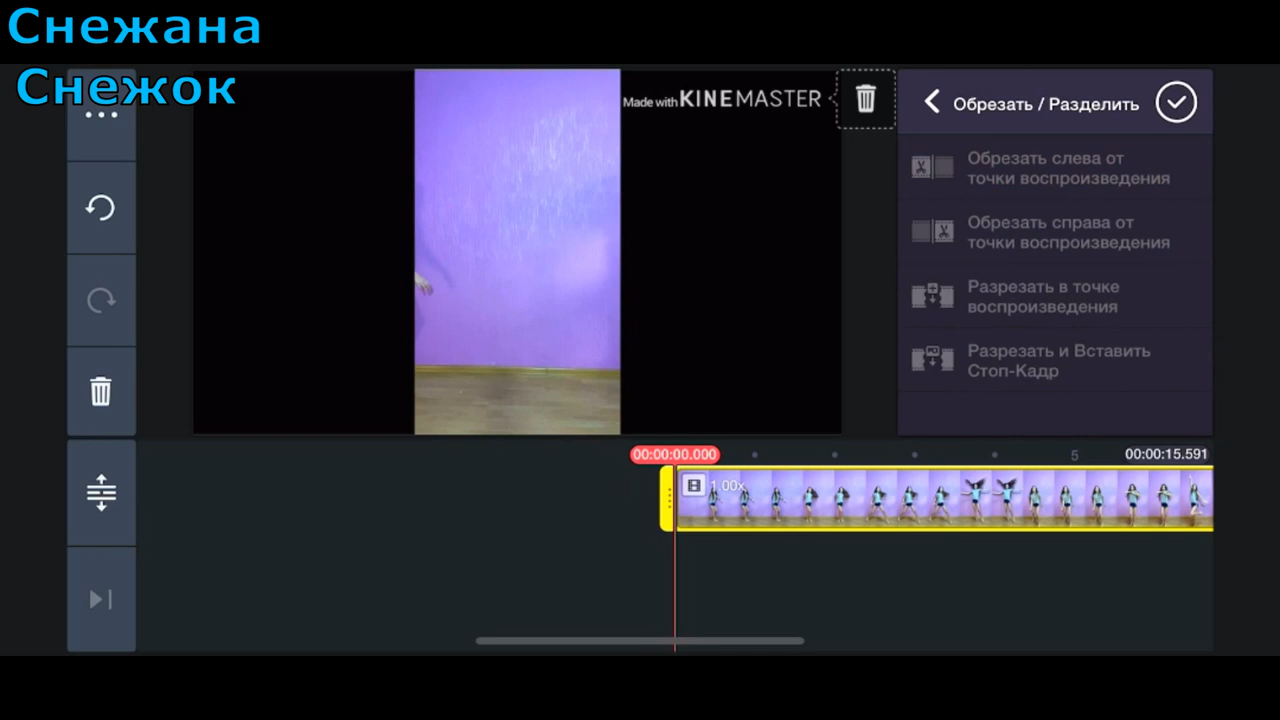 Снежана
Снежок
Made with KINEMASTER
Обрезать / Разделить
Обрезать слева от
точки воспроизведения
Обрезать справа от
точки воспроизведения
Разрезать в точке
воспроизведения
Разрезать и Вставить
Стоп-Кадр
00:00:00.000
5
00:00:15.591
1.00x